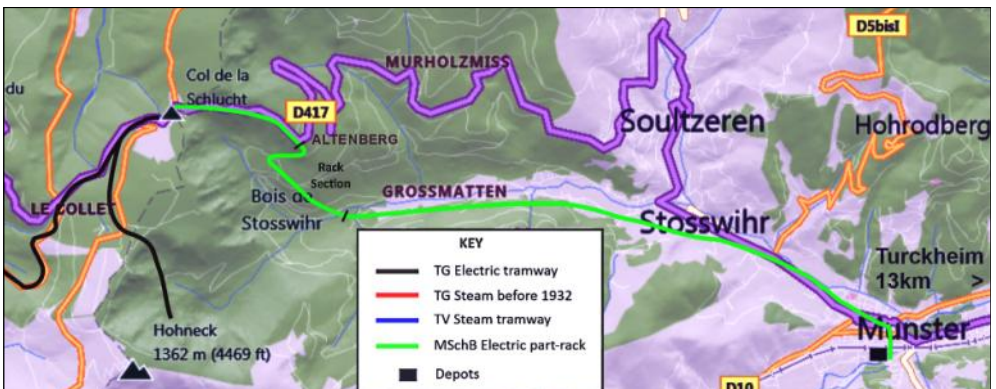 du
Col de la
Schlucht
D417
MURHOLZMISS
D5bisI
Soultzeren
Hohrodberg
ALTENBERG
Rack
Section
GROSSMATTEN
Bois de
Stosswihr
LE COLLET
Stosswihr
Turckheim
13km >
Munster
Hohneck
1362 m (4469 ft)
KEY
TG Electric tramway
TG Steam before 1932
TV Steam tramway
MSchB Electric part-rack
Depots
D10